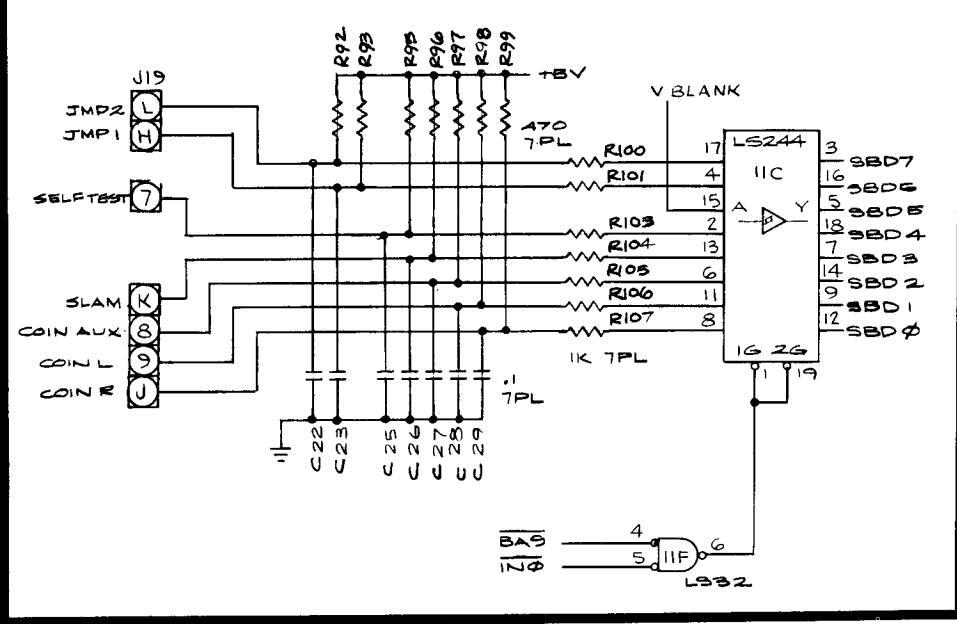 R92 R93 R95 R96 R97 R98 R99
+5V
J19
V BLANK
JMP2 L
JMP1 H
470
7PL
LS244
11C
R100 17 3 SBD7
R101 4 16 SBD6
SELFTEST 7
15 A Y 5 SBD5
R103 2 18 SBD4
R104 13 7 SBD3
SLAM K
R105 6 14 SBD2
COIN AUX 8
R106 11 9 SBD1
R107 8 12 SBDØ
COIN L 9
1K 7PL
1G 2G
COIN R J
.1
7PL
1 19
C22 C23 C25 C26 C27 C28 C29
BA9 4
11F 6
INØ 5
LS32